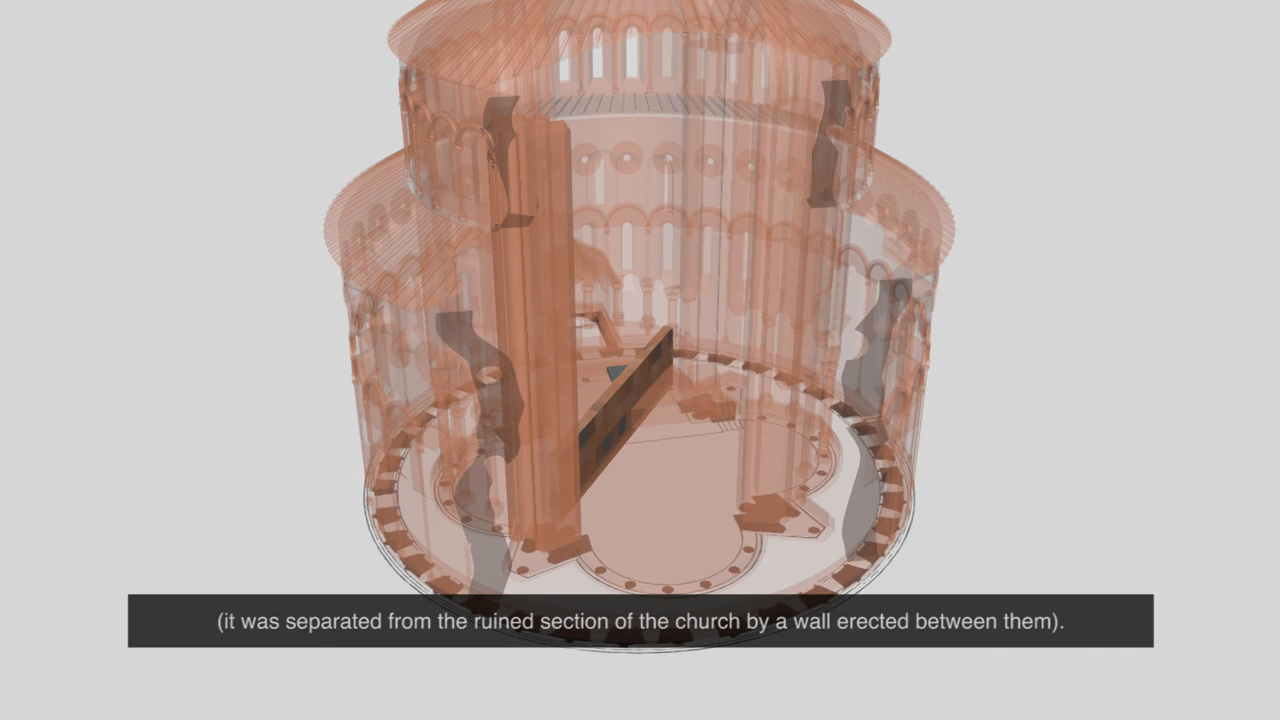 (it was separated from the ruined section of the church by a wall erected between them).